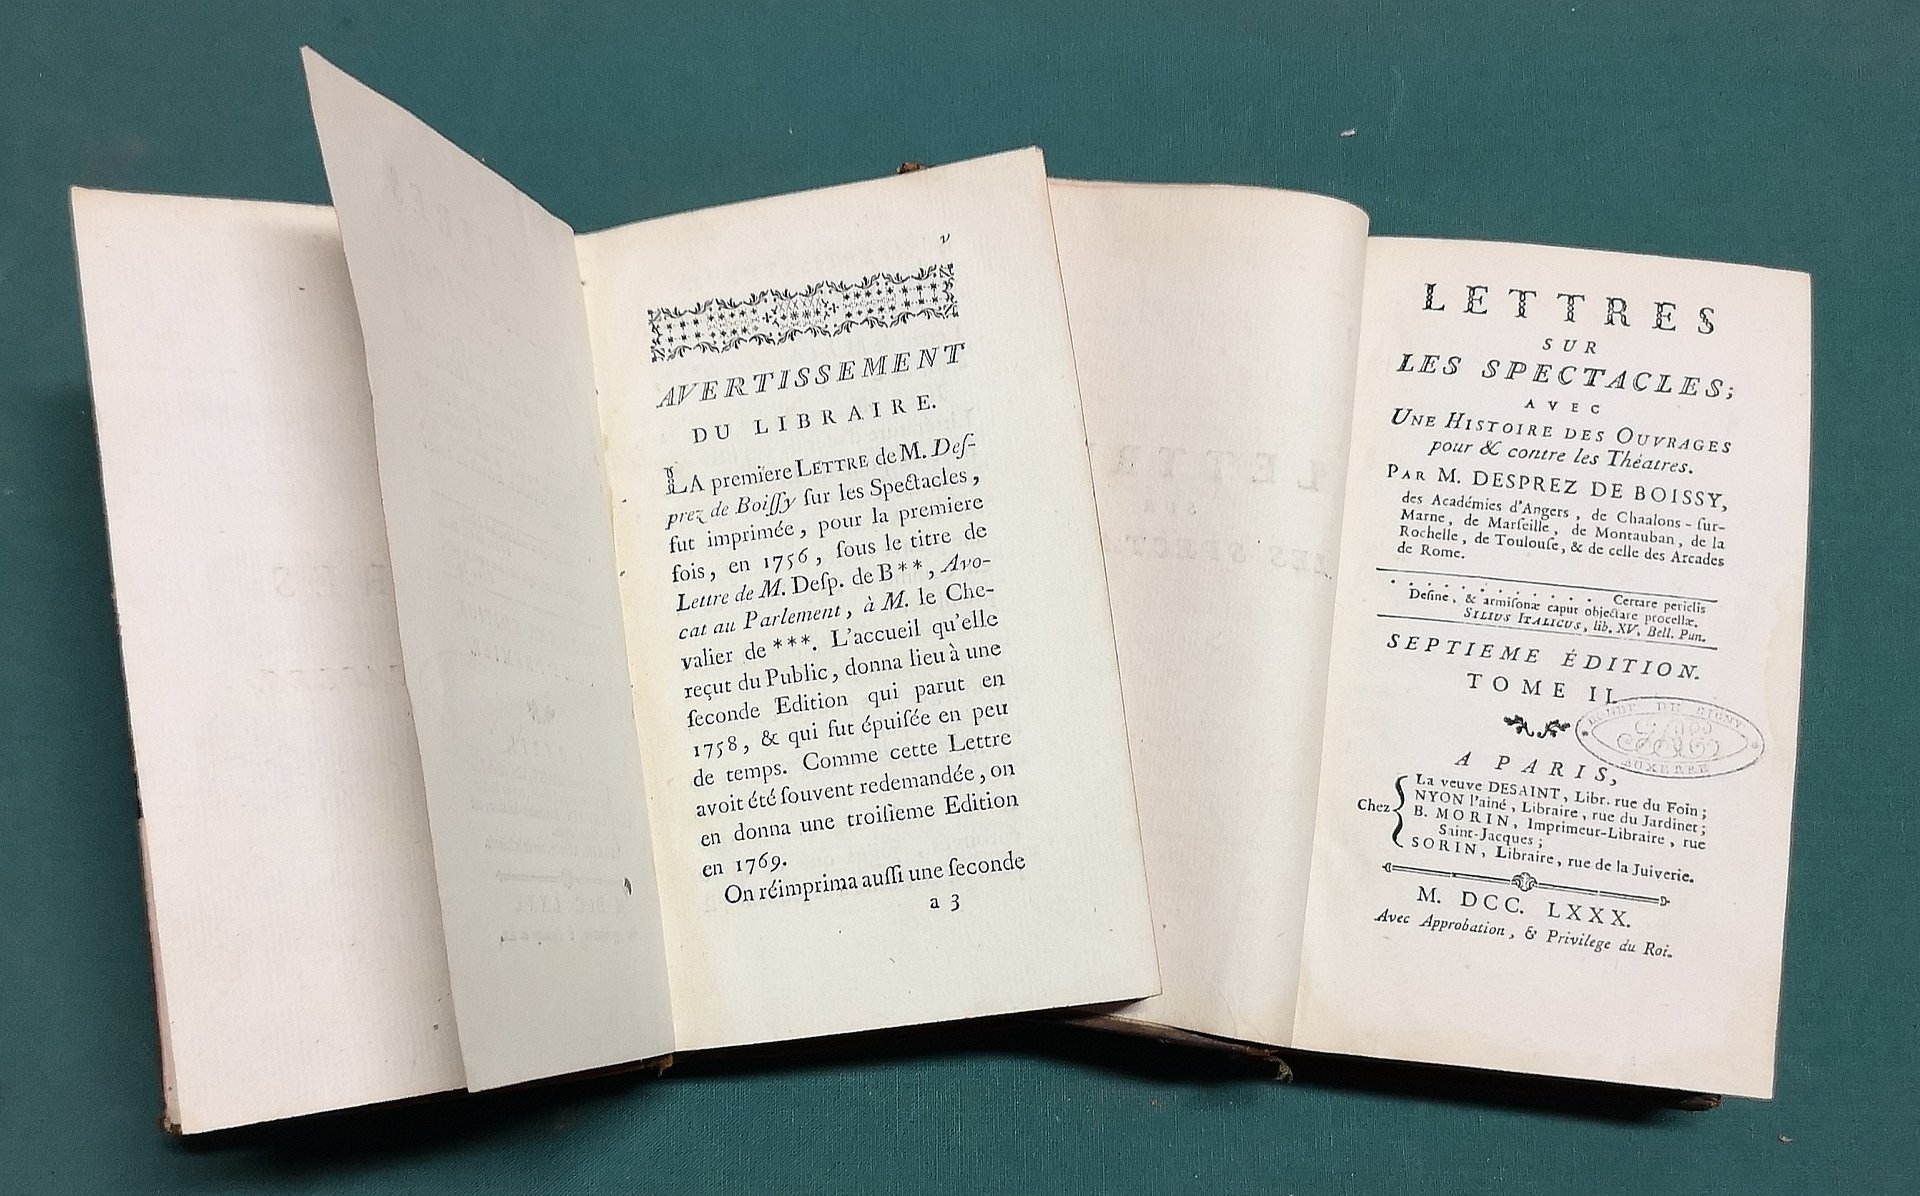 v
AVERTISSEMENT
DU LIBRAIRE.
LA premiere LETTRE de M. Deſ-
prez de Boiſſy ſur les Spectacles,
fut imprimée, pour la premiere
fois, en 1756, ſous le titre de
Lettre de M. Deſp. de B**, Avo-
cat au Parlement, à M. le Che-
valier de ***. L'accueil qu'elle
reçut du Public, donna lieu à une
ſeconde Edition qui parut en
1758, & qui fut épuiſée en peu
de temps. Comme cette Lettre
avoit été ſouvent redemandée, on
en donna une troiſieme Edition
en 1769.
On réimprima auſſi une ſeconde
a 3
LETTRES
SUR
LES SPECTACLES;
AVEC
UNE HISTOIRE DES OUVRAGES
pour & contre les Théatres.
PAR M. DESPREZ DE BOISSY,
des Académies d'Angers, de Chaalons-ſur-
Marne, de Marſeille, de Montauban, de la
Rochelle, de Toulouſe, & de celle des Arcades
de Rome.
. . . . . . . . . . Certare periclis
Deſine, & armiſonæ caput objectare procellæ.
SILIUS ITALICUS, lib. XV, Bell. Pun.
SEPTIEME ÉDITION.
TOME II.
DE SIGNY
AUXERRE
A PARIS,
Chez
La veuve DESAINT, Libr. rue du Foin;
NYON l'aîné, Libraire, rue du Jardinet;
B. MORIN, Imprimeur-Libraire, rue
Saint-Jacques;
SORIN, Libraire, rue de la Juiverie.
M. DCC. LXXX.
Avec Approbation, & Privilege du Roi.